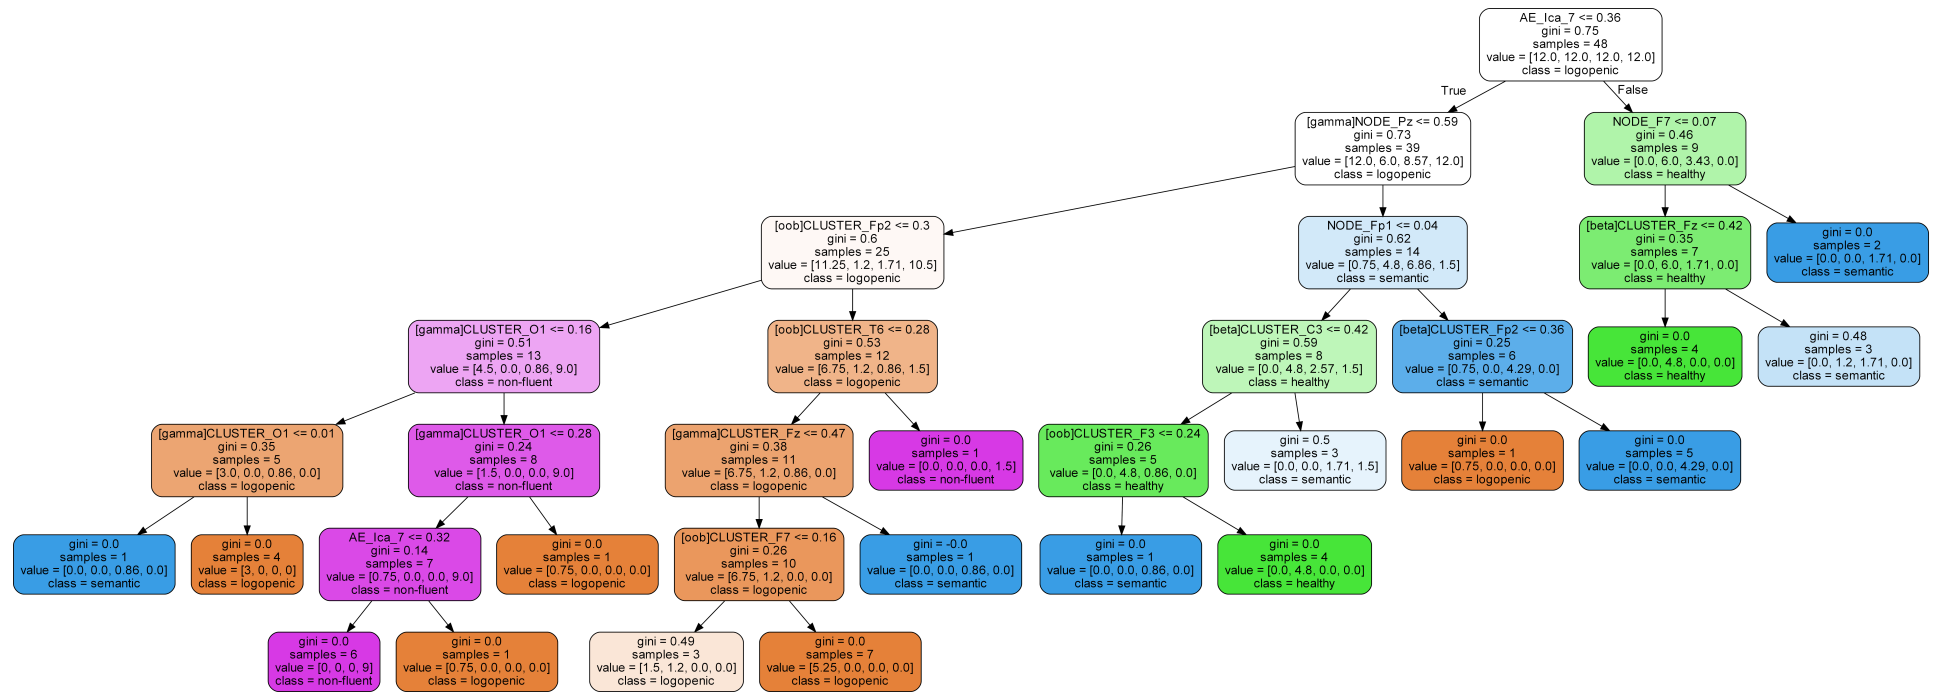 AE_Ica_7 <= 0.36
gini = 0.75
samples = 48
value = [12.0, 12.0, 12.0, 12.0]
class = logopenic
True
False
[gamma]NODE_Pz <= 0.59
gini = 0.73
samples = 39
value = [12.0, 6.0, 8.57, 12.0]
class = logopenic
NODE_F7 <= 0.07
gini = 0.46
samples = 9
value = [0.0, 6.0, 3.43, 0.0]
class = healthy
[oob]CLUSTER_Fp2 <= 0.3
gini = 0.6
samples = 25
value = [11.25, 1.2, 1.71, 10.5]
class = logopenic
NODE_Fp1 <= 0.04
gini = 0.62
samples = 14
value = [0.75, 4.8, 6.86, 1.5]
class = semantic
[beta]CLUSTER_Fz <= 0.42
gini = 0.35
samples = 7
value = [0.0, 6.0, 1.71, 0.0]
class = healthy
gini = 0.0
samples = 2
value = [0.0, 0.0, 1.71, 0.0]
class = semantic
[gamma]CLUSTER_O1 <= 0.16
gini = 0.51
samples = 13
value = [4.5, 0.0, 0.86, 9.0]
class = non-fluent
[oob]CLUSTER_T6 <= 0.28
gini = 0.53
samples = 12
value = [6.75, 1.2, 0.86, 1.5]
class = logopenic
[beta]CLUSTER_C3 <= 0.42
gini = 0.59
samples = 8
value = [0.0, 4.8, 2.57, 1.5]
class = healthy
[beta]CLUSTER_Fp2 <= 0.36
gini = 0.25
samples = 6
value = [0.75, 0.0, 4.29, 0.0]
class = semantic
gini = 0.0
samples = 4
value = [0.0, 4.8, 0.0, 0.0]
class = healthy
gini = 0.48
samples = 3
value = [0.0, 1.2, 1.71, 0.0]
class = semantic
[gamma]CLUSTER_O1 <= 0.01
gini = 0.35
samples = 5
value = [3.0, 0.0, 0.86, 0.0]
class = logopenic
[gamma]CLUSTER_O1 <= 0.28
gini = 0.24
samples = 8
value = [1.5, 0.0, 0.0, 9.0]
class = non-fluent
[gamma]CLUSTER_Fz <= 0.47
gini = 0.38
samples = 11
value = [6.75, 1.2, 0.86, 0.0]
class = logopenic
gini = 0.0
samples = 1
value = [0.0, 0.0, 0.0, 1.5]
class = non-fluent
[oob]CLUSTER_F3 <= 0.24
gini = 0.26
samples = 5
value = [0.0, 4.8, 0.86, 0.0]
class = healthy
gini = 0.5
samples = 3
value = [0.0, 0.0, 1.71, 1.5]
class = semantic
gini = 0.0
samples = 1
value = [0.75, 0.0, 0.0, 0.0]
class = logopenic
gini = 0.0
samples = 5
value = [0.0, 0.0, 4.29, 0.0]
class = semantic
gini = 0.0
samples = 1
value = [0.0, 0.0, 0.86, 0.0]
class = semantic
gini = 0.0
samples = 4
value = [3, 0, 0, 0]
class = logopenic
AE_Ica_7 <= 0.32
gini = 0.14
samples = 7
value = [0.75, 0.0, 0.0, 9.0]
class = non-fluent
gini = 0.0
samples = 1
value = [0.75, 0.0, 0.0, 0.0]
class = logopenic
[oob]CLUSTER_F7 <= 0.16
gini = 0.26
samples = 10
value = [6.75, 1.2, 0.0, 0.0]
class = logopenic
gini = -0.0
samples = 1
value = [0.0, 0.0, 0.86, 0.0]
class = semantic
gini = 0.0
samples = 1
value = [0.0, 0.0, 0.86, 0.0]
class = semantic
gini = 0.0
samples = 4
value = [0.0, 4.8, 0.0, 0.0]
class = healthy
gini = 0.0
samples = 6
value = [0, 0, 0, 9]
class = non-fluent
gini = 0.0
samples = 1
value = [0.75, 0.0, 0.0, 0.0]
class = logopenic
gini = 0.49
samples = 3
value = [1.5, 1.2, 0.0, 0.0]
class = logopenic
gini = 0.0
samples = 7
value = [5.25, 0.0, 0.0, 0.0]
class = logopenic